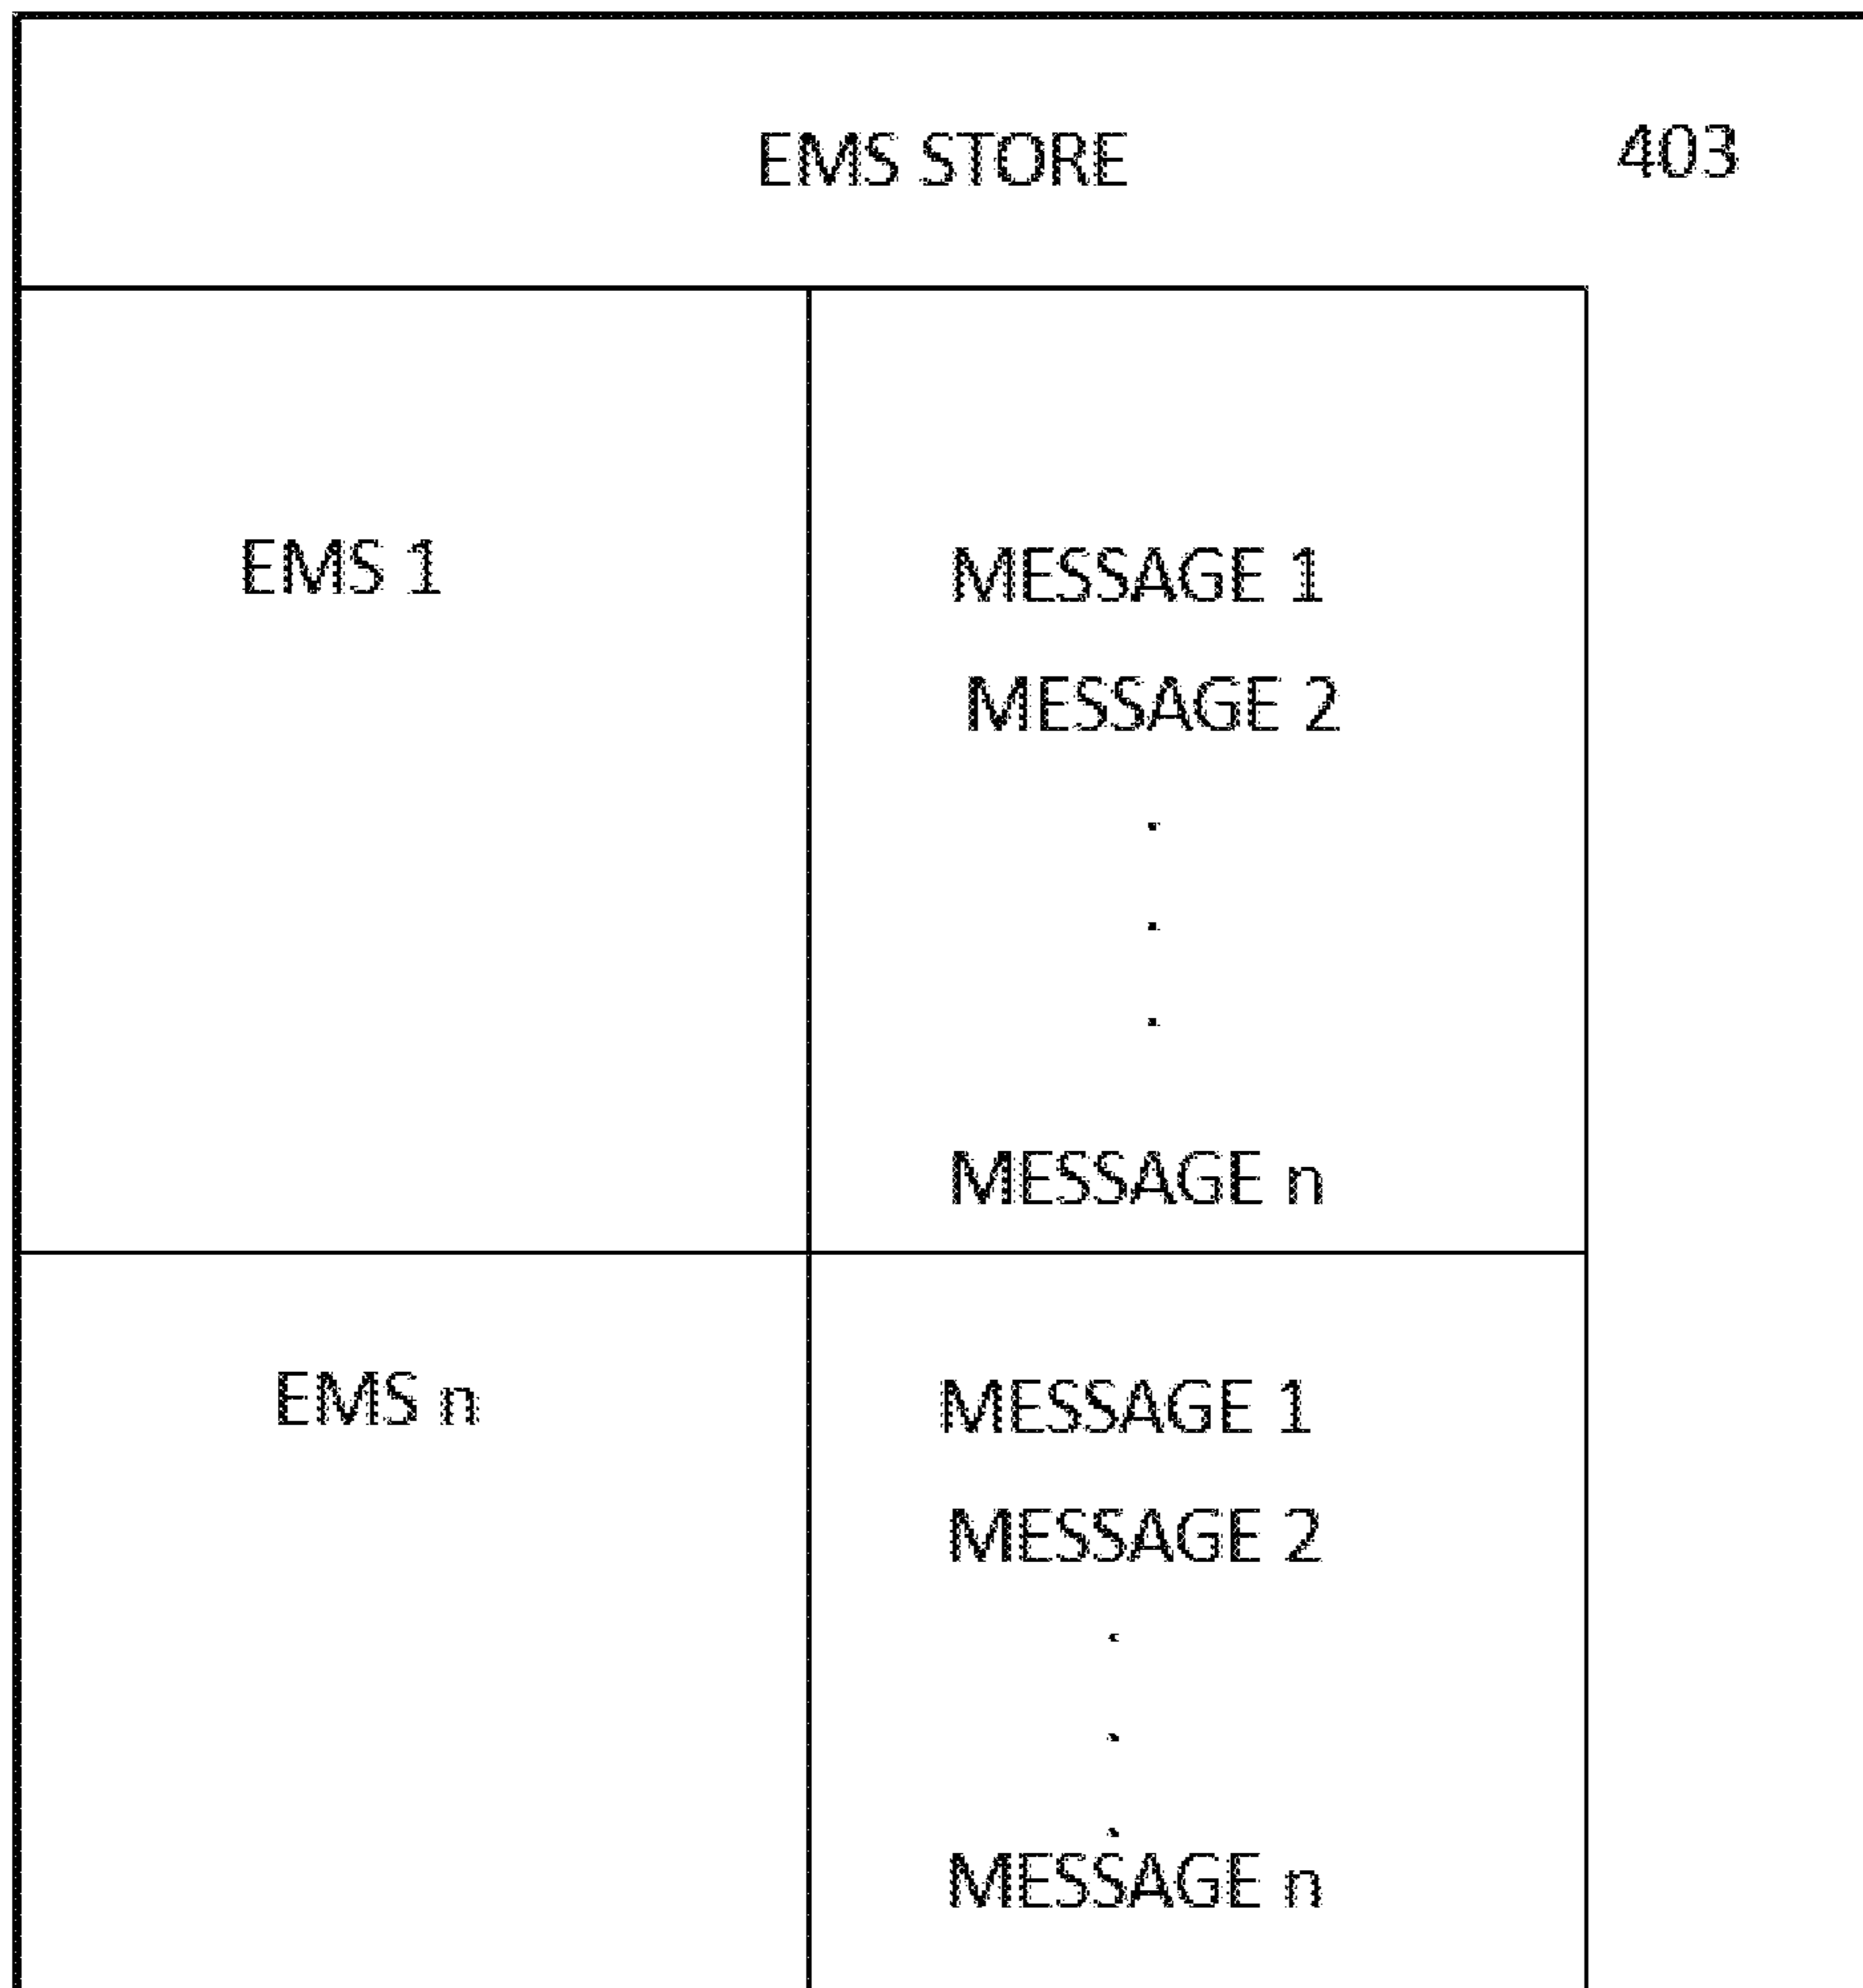 EMS STORE 403
EMS 1 MESSAGE 1
MESSAGE 2
.
.
.
MESSAGE n
EMS n MESSAGE 1
MESSAGE 2
.
.
.
MESSAGE n